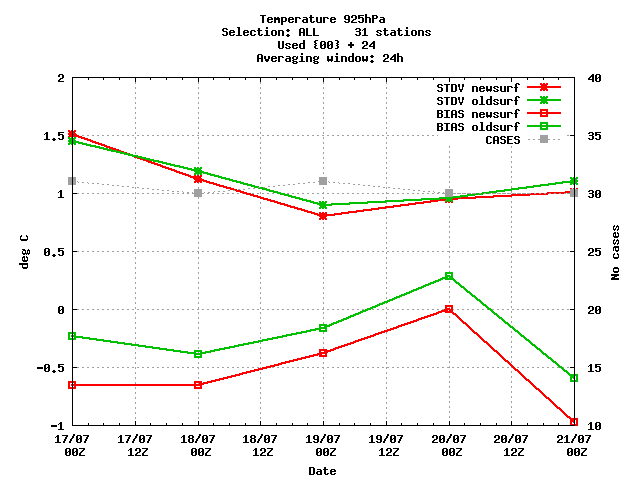 Temperature 925hPa
Selection: ALL     31 stations
Used {00} + 24
Averaging window: 24h
STDV newsurf
STDV oldsurf
BIAS newsurf
BIAS oldsurf
CASES
deg C
2
1.5
1
0.5
0
-0.5
-1
40
35
30
25
20
15
10
No cases
17/07 17/07 18/07 18/07 19/07 19/07 20/07 20/07 21/07
00Z 12Z 00Z 12Z 00Z 12Z 00Z 12Z 00Z
Date